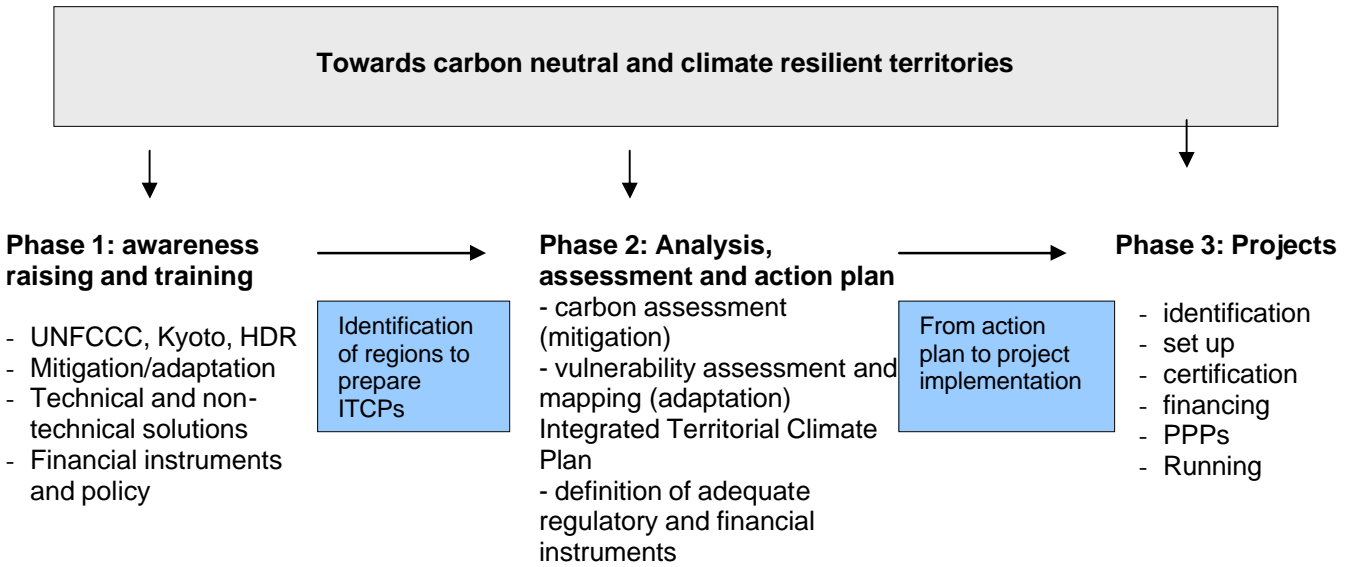 Towards carbon neutral and climate resilient territories
Phase 1: awareness
raising and training
- UNFCCC, Kyoto, HDR
- Mitigation/adaptation
- Technical and non-
technical solutions
- Financial instruments
and policy
Identification
of regions to
prepare
ITCPs
Phase 2: Analysis,
assessment and action plan
- carbon assessment
(mitigation)
- vulnerability assessment and
mapping (adaptation)
Integrated Territorial Climate
Plan
- definition of adequate
regulatory and financial
instruments
From action
plan to project
implementation
Phase 3: Projects
- identification
- set up
- certification
- financing
- PPPs
- Running